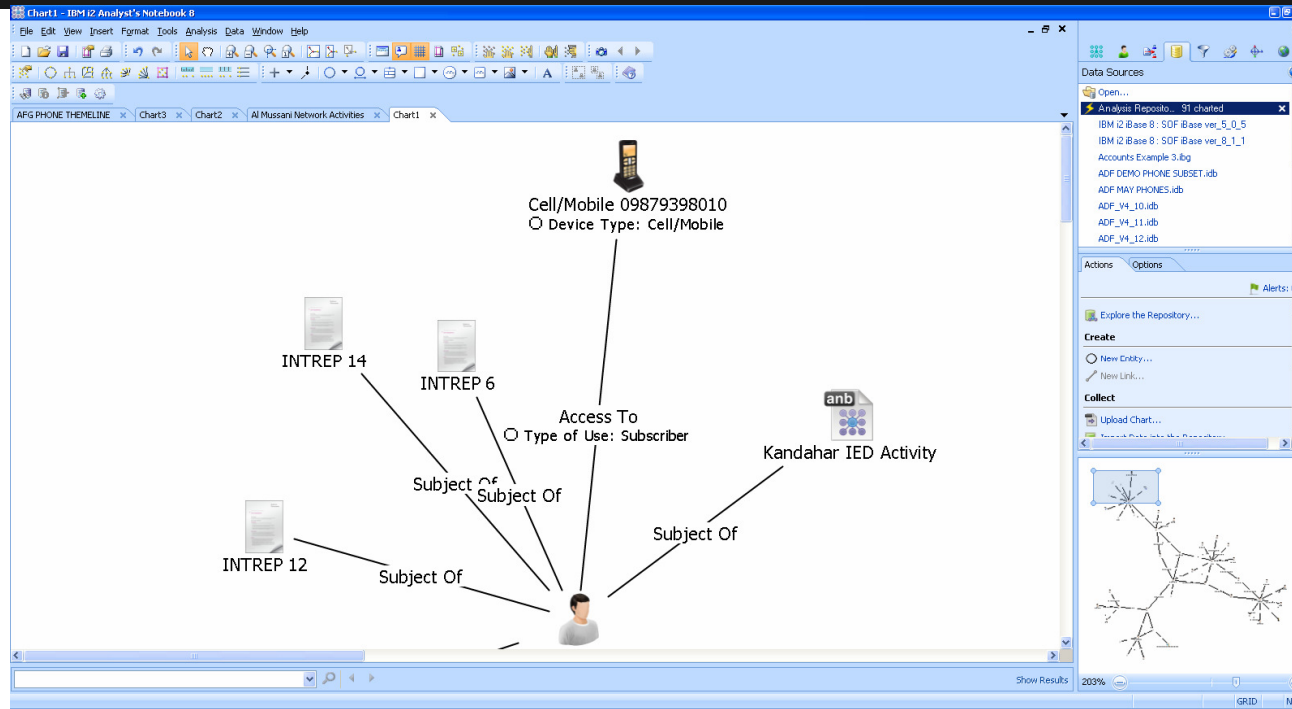 Chart1 - IBM i2 Analyst's Notebook 8
File Edit View Insert Format Tools Analysis Data Window Help
AFG PHONE THEMELINE Chart3 Chart2 Al Mussani Network Activities Chart1
Cell/Mobile 09879398010
Device Type: Cell/Mobile
INTREP 14
INTREP 6
Access To
Type of Use: Subscriber
anb
Kandahar IED Activity
Subject Of
Subject Of
Subject Of
INTREP 12
Subject Of
Show Results
Data Sources
Open...
Analysis Reposito... 91 charted
IBM i2 iBase 8 : SOF iBase ver_5_0_5
IBM i2 iBase 8 : SOF iBase ver_8_1_1
Accounts Example 3.ibg
ADF DEMO PHONE SUBSET.idb
ADF MAY PHONES.idb
ADF_V4_10.idb
ADF_V4_11.idb
ADF_V4_12.idb
Actions Options
Alerts:
Explore the Repository...
Create
New Entity...
New Link...
Collect
Upload Chart...
203%
GRID